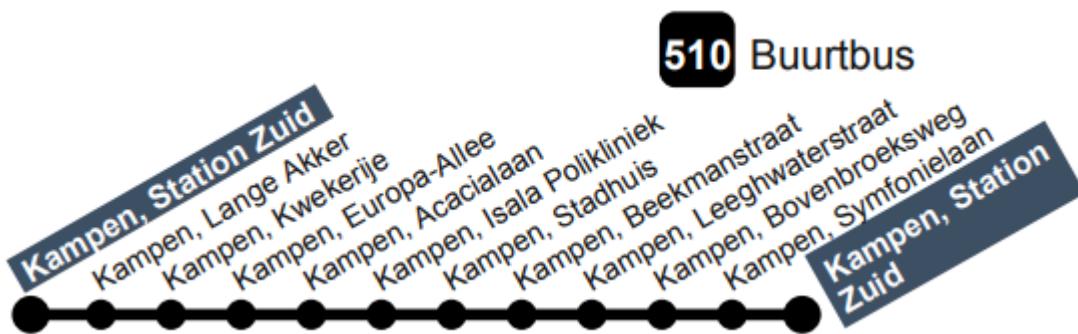 510 Buurtbus
Kampen, Station Zuid
Kampen, Lange Akker
Kampen, Kwekerije
Kampen, Europa-Allee
Kampen, Acacialaan
Kampen, Isala Polikliniek
Kampen, Stadhuis
Kampen, Beekmanstraat
Kampen, Leeghwaterstraat
Kampen, Bovenbroeksweg
Kampen, Symfonielaan
Kampen, Station
Zuid